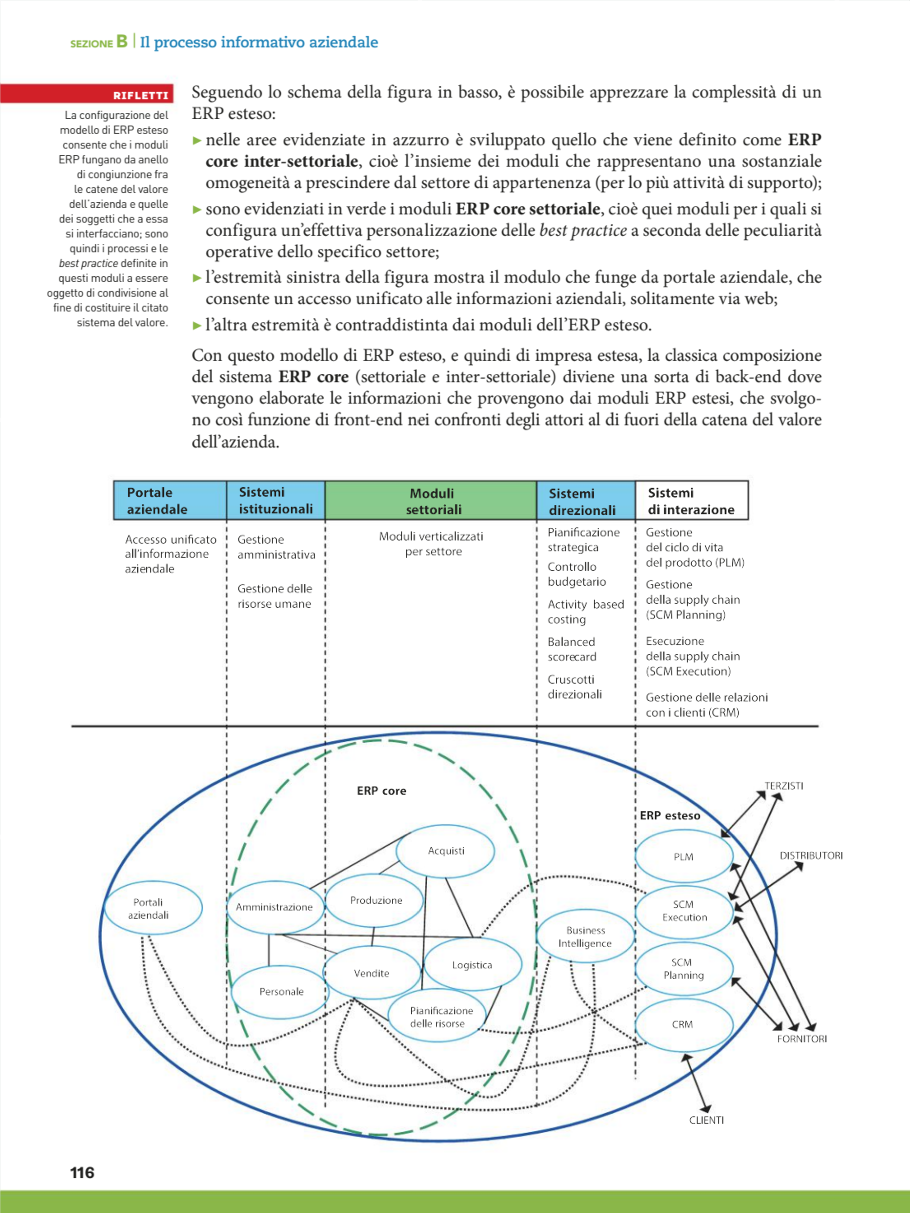 SEZIONE B | Il processo informativo aziendale
RIFLETTI
La configurazione del
modello di ERP esteso
consente che i moduli
ERP fungano da anello
di congiunzione fra
le catene del valore
dell'azienda e quelle
dei soggetti che a essa
si interfacciano; sono
quindi i processi e le
best practice definite in
questi moduli a essere
oggetto di condivisione al
fine di costituire il citato
sistema del valore.
Seguendo lo schema della figura in basso, è possibile apprezzare la complessità di un
ERP esteso:
▶ nelle aree evidenziate in azzurro è sviluppato quello che viene definito come ERP
core inter-settoriale, cioè l'insieme dei moduli che rappresentano una sostanziale
omogeneità a prescindere dal settore di appartenenza (per lo più attività di supporto);
▶ sono evidenziati in verde i moduli ERP core settoriale, cioè quei moduli per i quali si
configura un'effettiva personalizzazione delle best practice a seconda delle peculiarità
operative dello specifico settore;
▶ l'estremità sinistra della figura mostra il modulo che funge da portale aziendale, che
consente un accesso unificato alle informazioni aziendali, solitamente via web;
▶ l'altra estremità è contraddistinta dai moduli dell'ERP esteso.
Con questo modello di ERP esteso, e quindi di impresa estesa, la classica composizione
del sistema ERP core (settoriale e inter-settoriale) diviene una sorta di back-end dove
vengono elaborate le informazioni che provengono dai moduli ERP estesi, che svolgo-
no così funzione di front-end nei confronti degli attori al di fuori della catena del valore
dell'azienda.
Portale
aziendale
Accesso unificato
all'informazione
aziendale
Sistemi
istituzionali
Gestione
amministrativa
Gestione delle
risorse umane
Moduli
settoriali
Moduli verticalizzati
per settore
Sistemi
direzionali
Pianificazione
strategica
Controllo
budgetario
Activity based
costing
Balanced
scorecard
Cruscotti
direzionali
Sistemi
di interazione
Gestione
del ciclo di vita
del prodotto (PLM)
Gestione
della supply chain
(SCM Planning)
Esecuzione
della supply chain
(SCM Execution)
Gestione delle relazioni
con i clienti (CRM)
ERP core
ERP esteso
TERZISTI
DISTRIBUTORI
Acquisti
PLM
Portali
aziendali
Amministrazione
Produzione
SCM
Execution
Business
Intelligence
Personale
Vendite
Logistica
SCM
Planning
Pianificazione
delle risorse
CRM
FORNITORI
CLIENTI
116